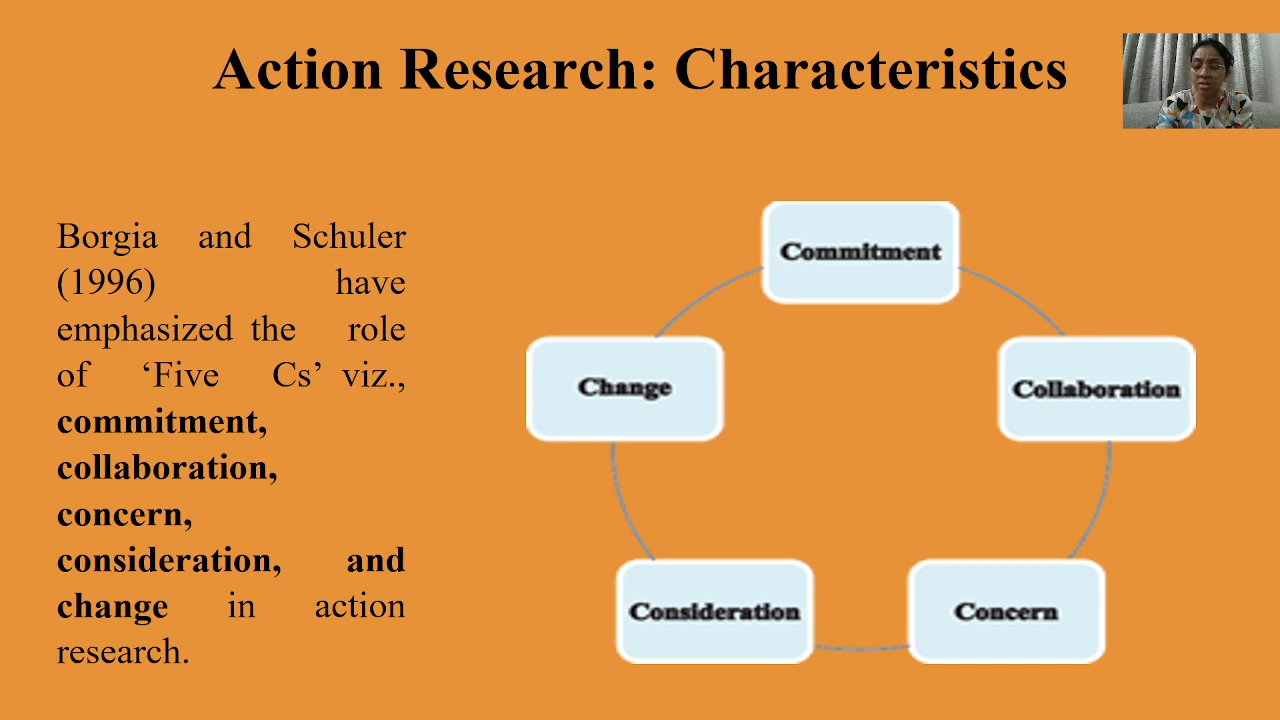 Action Research: Characteristics
Borgia and Schuler
(1996) have
emphasized the role
of ‘Five Cs’ viz.,
commitment,
collaboration,
concern,
consideration, and
change in action
research.
Commitment
Collaboration
Concern
Consideration
Change